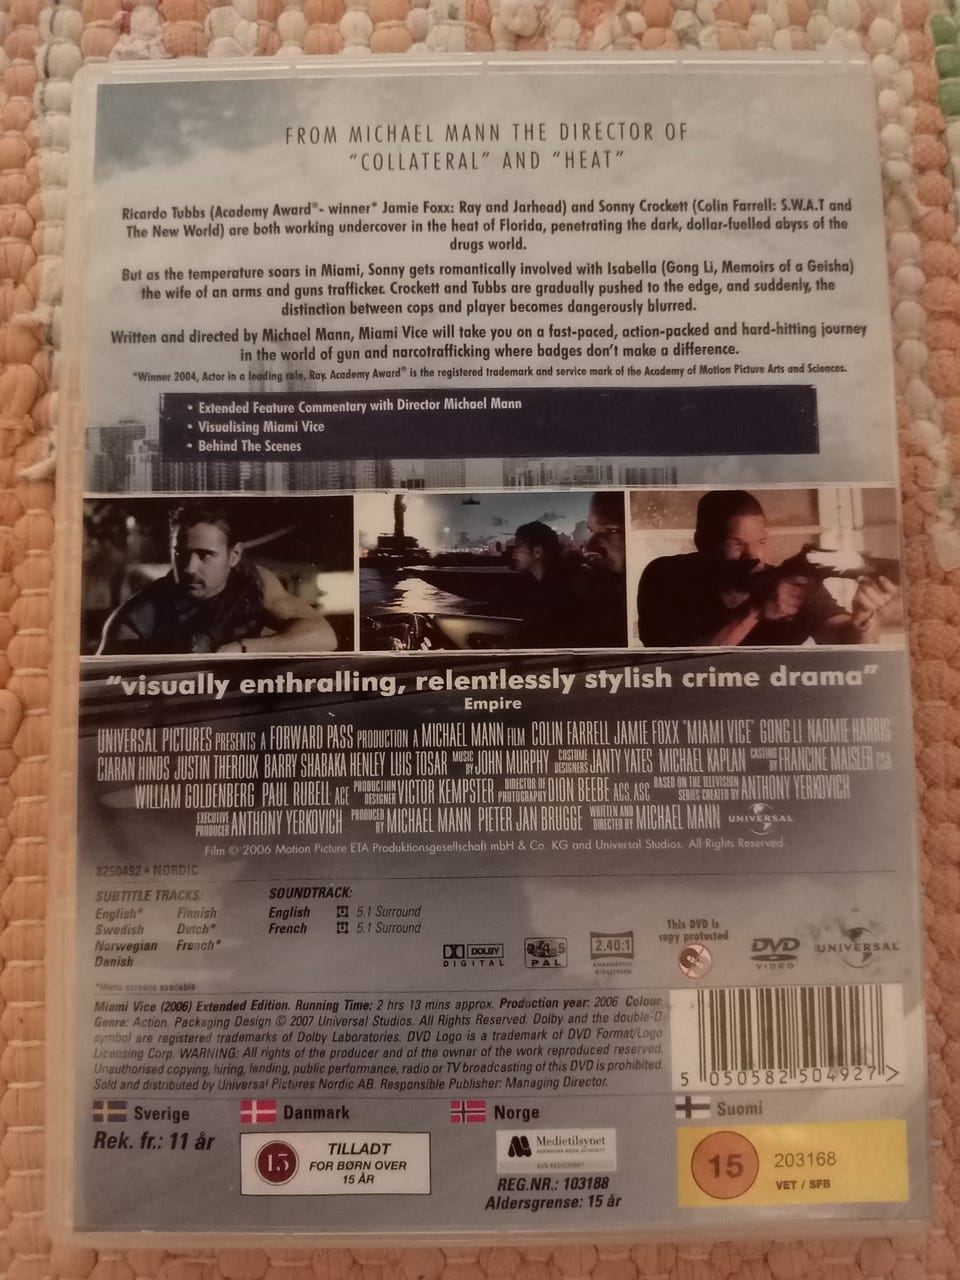 FROM MICHAEL MANN THE DIRECTOR OF
"COLLATERAL" AND "HEAT"
Ricardo Tubbs (Academy Award®- winner* Jamie Foxx: Ray and Jarhead) and Sonny Crockett (Colin Farrell: S.W.A.T and
The New World) are both working undercover in the heat of Florida, penetrating the dark, dollar-fuelled abyss of the
drugs world.
But as the temperature soars in Miami, Sonny gets romantically involved with Isabella (Gong Li, Memoirs of a Geisha)
the wife of an arms and guns trafficker. Crockett and Tubbs are gradually pushed to the edge, and suddenly, the
distinction between cops and player becomes dangerously blurred.
Written and directed by Michael Mann, Miami Vice will take you on a fast-paced, action-packed and hard-hitting journey
in the world of gun and narcotrafficking where badges don't make a difference.
*Winner 2004, Actor in a leading role, Ray. Academy Award® is the registered trademark and service mark of the Academy of Motion Picture Arts and Sciences.
• Extended Feature Commentary with Director Michael Mann
• Visualising Miami Vice
• Behind The Scenes
"visually enthralling, relentlessly stylish crime drama"
Empire
UNIVERSAL PICTURES PRESENTS A FORWARD PASS PRODUCTION A MICHAEL MANN FILM COLIN FARRELL JAMIE FOXX "MIAMI VICE" GONG LI NAOMIE HARRIS
CIARAN HINDS JUSTIN THEROUX BARRY SHABAKA HENLEY LUIS TOSAR MUSIC BY JOHN MURPHY COSTUME DESIGNERS JANTY YATES MICHAEL KAPLAN CASTING BY FRANCINE MAISLER CSA
WILLIAM GOLDENBERG PAUL RUBELL ACE PRODUCTION DESIGNER VICTOR KEMPSTER DIRECTOR OF PHOTOGRAPHY DION BEEBE ACS, ASC BASED ON THE TELEVISION SERIES CREATED BY ANTHONY YERKOVICH
EXECUTIVE PRODUCER ANTHONY YERKOVICH PRODUCED BY MICHAEL MANN PIETER JAN BRUGGE WRITTEN AND DIRECTED BY MICHAEL MANN UNIVERSAL
Film © 2006 Motion Picture ETA Produktionsgesellschaft mbH & Co. KG and Universal Studios. All Rights Reserved.
8250492 • NORDIC
SUBTITLE TRACKS:
English* Finnish
Swedish Dutch*
Norwegian French*
Danish
*Menu screens available
SOUNDTRACK:
English 5.1 Surround
French 5.1 Surround
DOLBY
DIGITAL
2 4 5
PAL
2.40:1
ANAMORPHIC
WIDESCREEN
This DVD is
copy protected
DVD
VIDEO
UNIVERSAL
Miami Vice (2006) Extended Edition. Running Time: 2 hrs 13 mins approx. Production year: 2006. Colour.
Genre: Action. Packaging Design © 2007 Universal Studios. All Rights Reserved. Dolby and the double-D
symbol are registered trademarks of Dolby Laboratories. DVD Logo is a trademark of DVD Format/Logo
Licensing Corp. WARNING: All rights of the producer and of the owner of the work reproduced reserved.
Unauthorised copying, hiring, lending, public performance, radio or TV broadcasting of this DVD is prohibited.
Sold and distributed by Universal Pictures Nordic AB. Responsible Publisher: Managing Director.
5 050582 504927 >
Sverige
Rek. fr.: 11 år
Danmark
15
TILLADT
FOR BØRN OVER
15 ÅR
Norge
Medietilsynet
NORWEGIAN MEDIA AUTHORITY
KUN REGISTRERT
REG.NR.: 103188
Aldersgrense: 15 år
Suomi
15
203168
VET / SFB